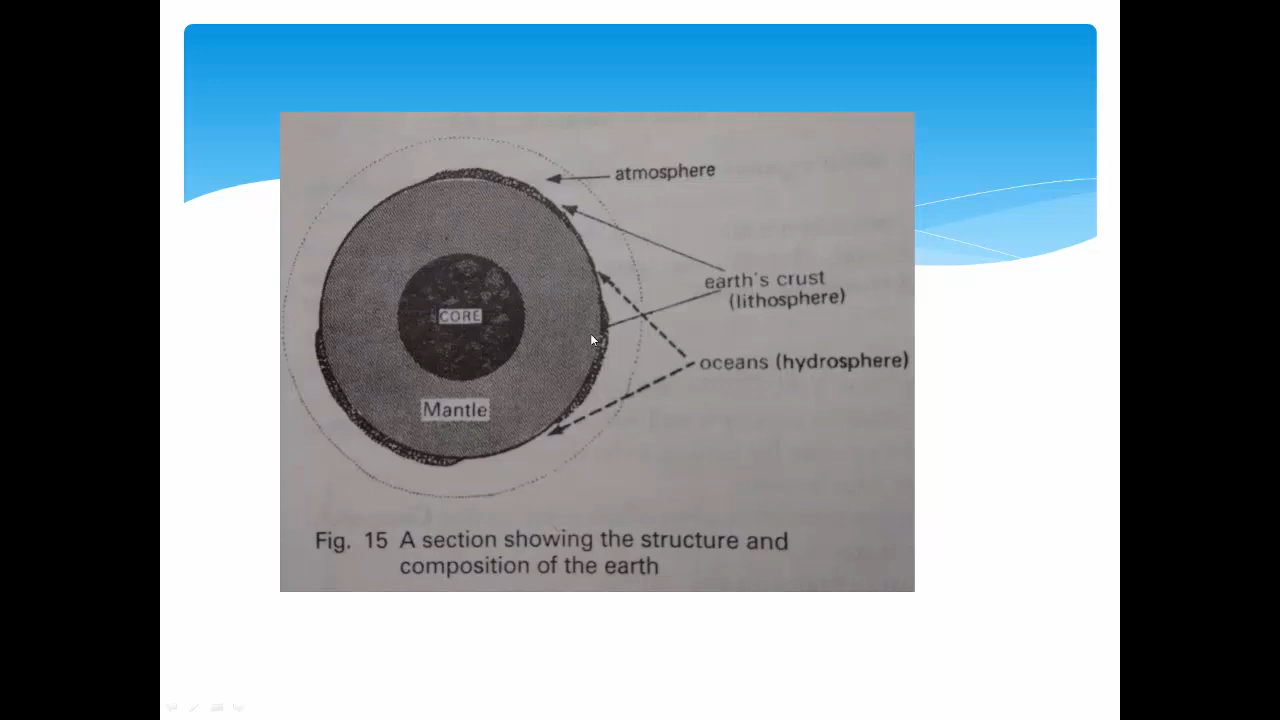 atmosphere
earth's crust
(lithosphere)
CORE
oceans (hydrosphere)
Mantle
Fig. 15 A section showing the structure and
composition of the earth